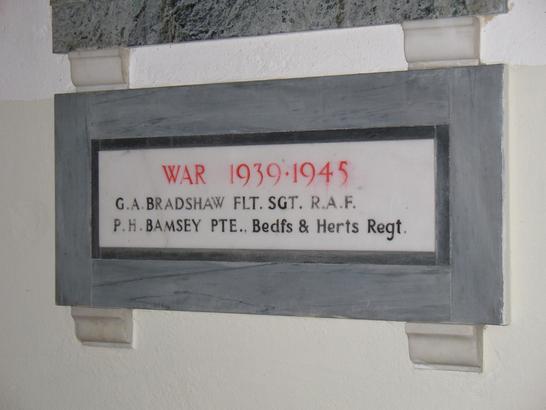 WAR 1939·1945
G.A. BRADSHAW FLT. SGT. R.A.F.
P.H. BAMSEY PTE., Bedfs & Herts Regt.